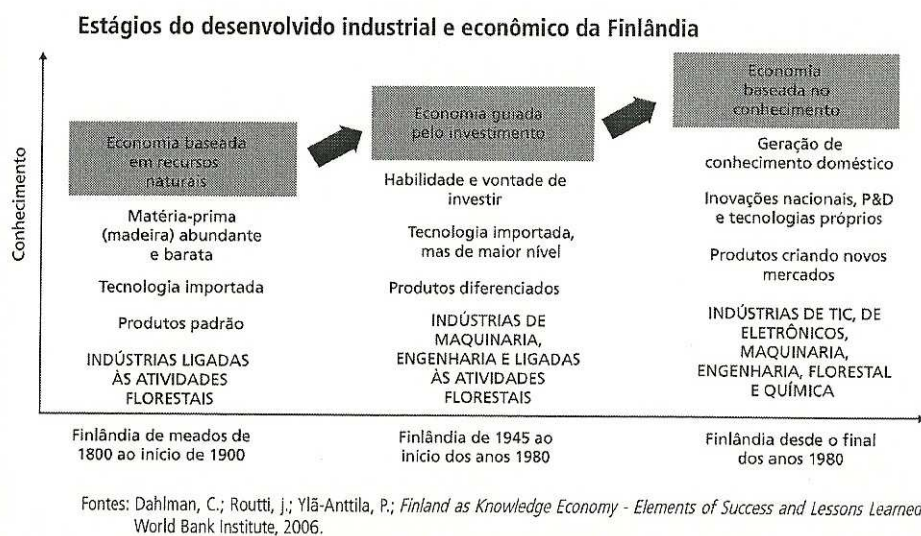 Estágios do desenvolvido industrial e econômico da Finlândia
Conhecimento
Economia baseada
em recursos
naturais
Matéria-prima
(madeira) abundante
e barata
Tecnologia importada
Produtos padrão
INDÚSTRIAS LIGADAS
ÀS ATIVIDADES
FLORESTAIS
Finlândia de meados de
1800 ao início de 1900
Economia guiada
pelo investimento
Habilidade e vontade de
investir
Tecnologia importada,
mas de maior nível
Produtos diferenciados
INDÚSTRIAS DE
MAQUINARIA,
ENGENHARIA E LIGADAS
ÀS ATIVIDADES
FLORESTAIS
Finlândia de 1945 ao
início dos anos 1980
Economia
baseada no
conhecimento
Geração de
conhecimento doméstico
Inovações nacionais, P&D
e tecnologias próprios
Produtos criando novos
mercados
INDÚSTRIAS DE TIC, DE
ELETRÔNICOS,
MAQUINARIA,
ENGENHARIA, FLORESTAL
E QUÍMICA
Finlândia desde o final
dos anos 1980
Fontes: Dahlman, C.; Routti, j.; Ylã-Anttila, P.; Finland as Knowledge Economy - Elements of Success and Lessons Learned
World Bank Institute, 2006.